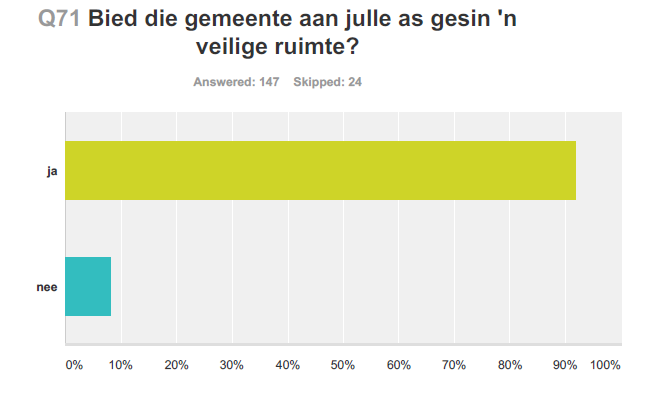 Q71 Bied die gemeente aan julle as gesin 'n
veilige ruimte?
Answered: 147 Skipped: 24
ja
nee
0% 10% 20% 30% 40% 50% 60% 70% 80% 90% 100%